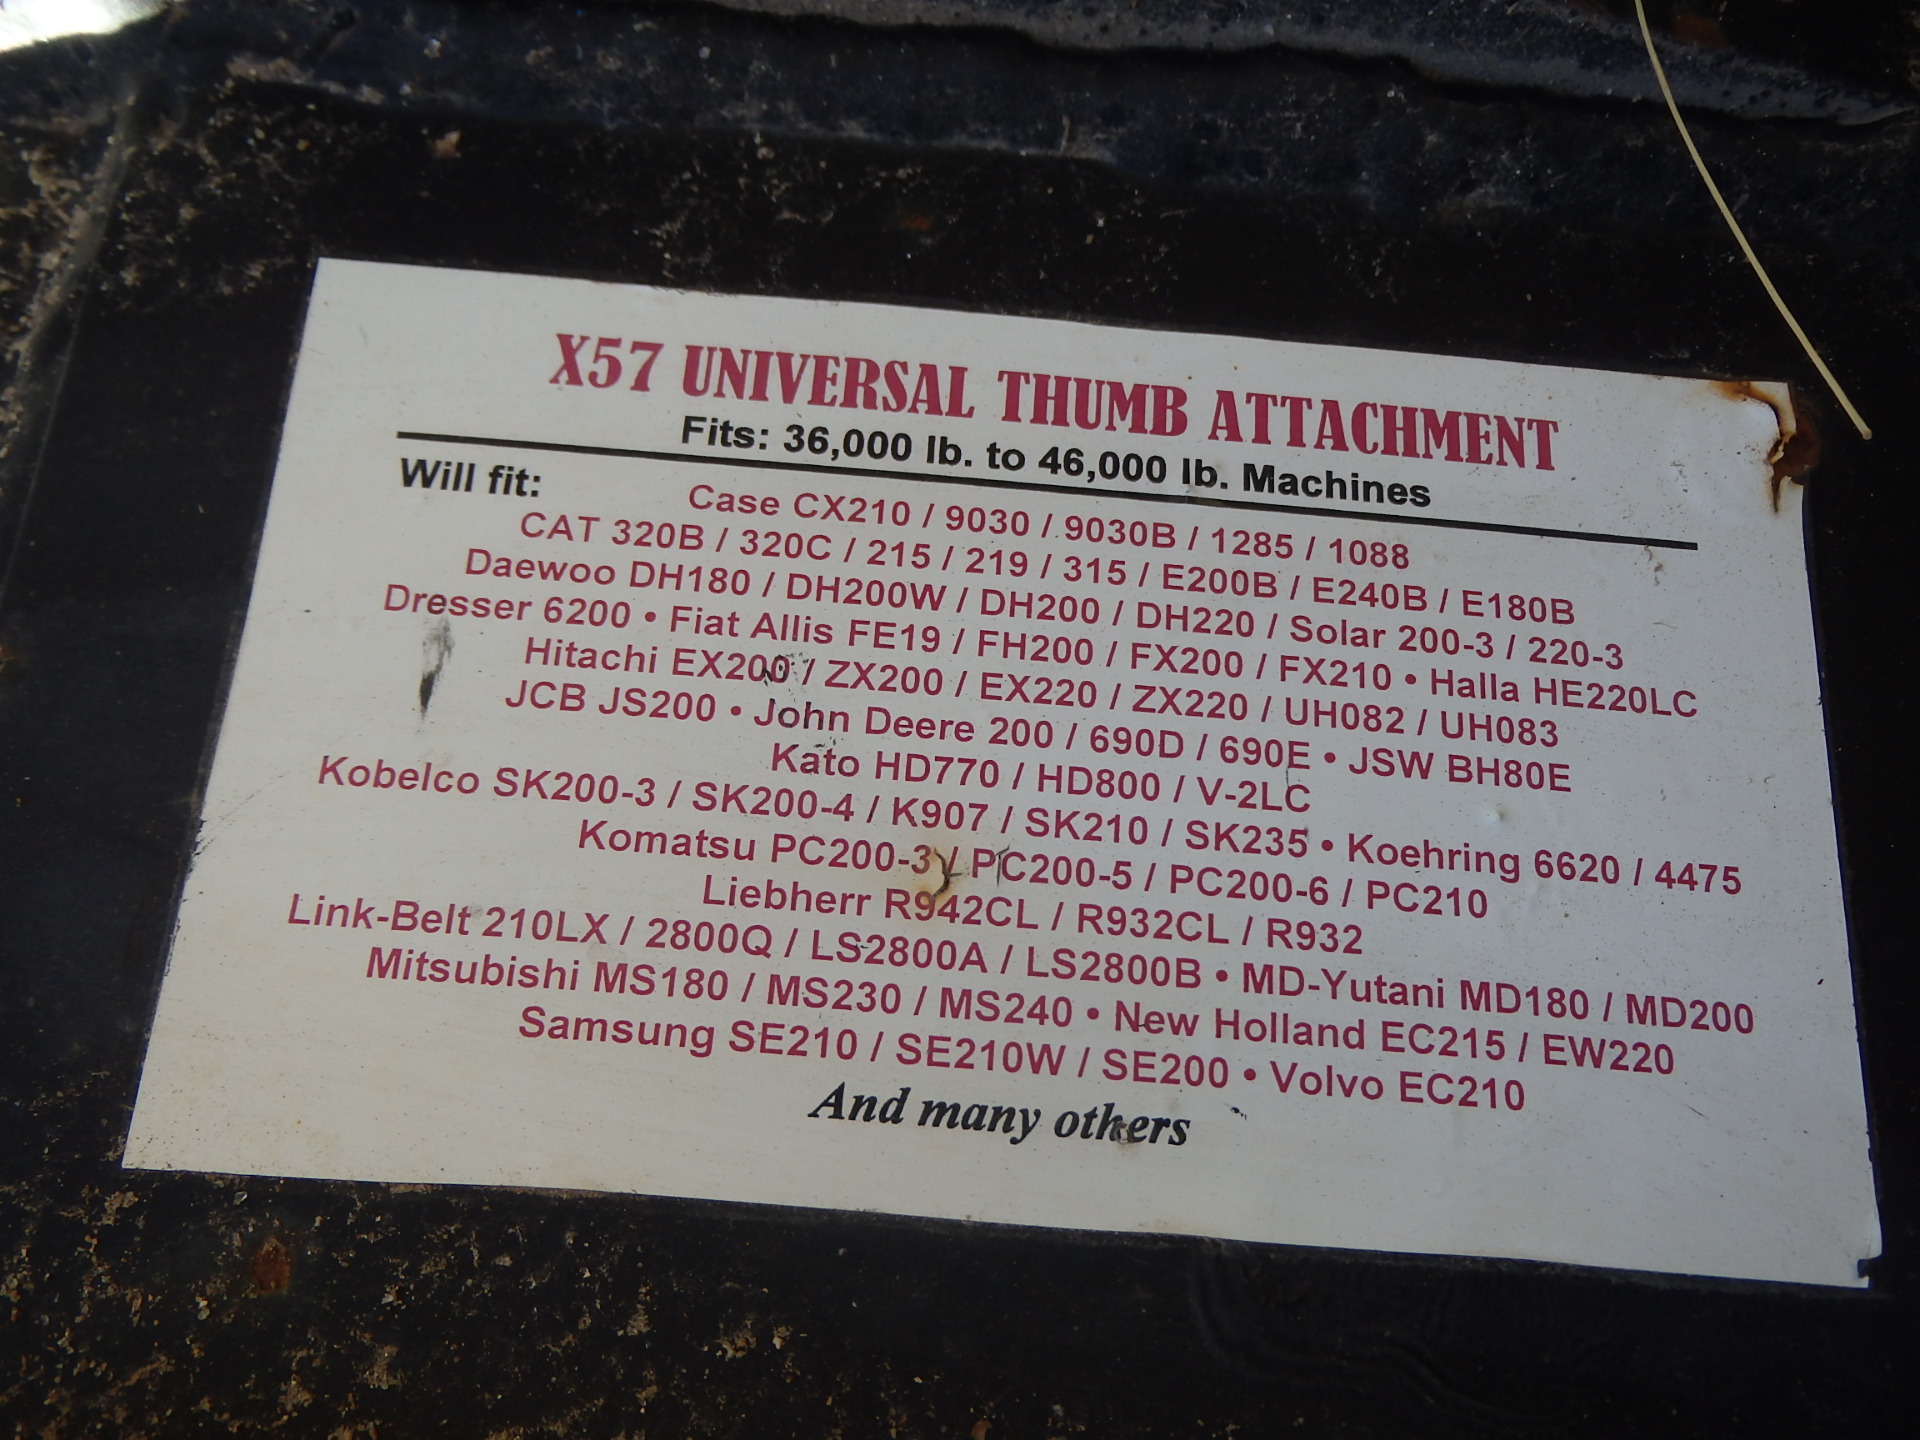 X57 UNIVERSAL THUMB ATTACHMENT
Fits: 36,000 lb. to 46,000 lb. Machines
Will fit:
Case CX210 / 9030 / 9030B / 1285 / 1088
CAT 320B / 320C / 215 / 219 / 315 / E200B / E240B / E180B
Daewoo DH180 / DH200W / DH200 / DH220 / Solar 200-3 / 220-3
Dresser 6200 • Fiat Allis FE19 / FH200 / FX200 / FX210 • Halla HE220LC
Hitachi EX200 / ZX200 / EX220 / ZX220 / UH082 / UH083
JCB JS200 • John Deere 200 / 690D / 690E • JSW BH80E
Kato HD770 / HD800 / V-2LC
Kobelco SK200-3 / SK200-4 / K907 / SK210 / SK235 • Koehring 6620 / 4475
Komatsu PC200-3 / PC200-5 / PC200-6 / PC210
Liebherr R942CL / R932CL / R932
Link-Belt 210LX / 2800Q / LS2800A / LS2800B • MD-Yutani MD180 / MD200
Mitsubishi MS180 / MS230 / MS240 • New Holland EC215 / EW220
Samsung SE210 / SE210W / SE200 • Volvo EC210
And many others